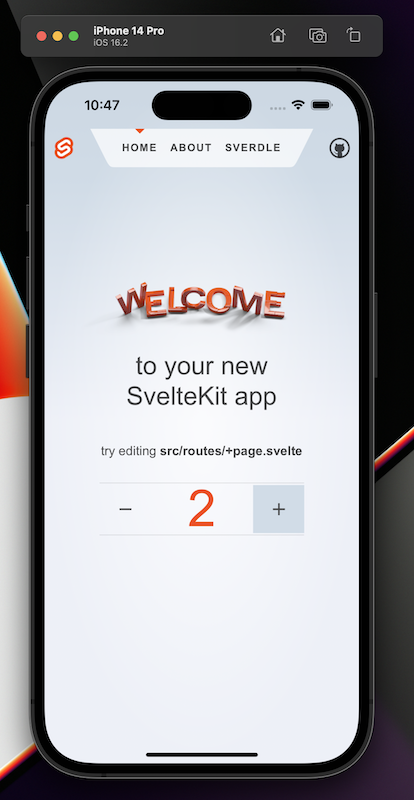 iPhone 14 Pro
iOS 16.2
10:47
HOME ABOUT SVERDLE
WELCOME
to your new
SvelteKit app
try editing src/routes/+page.svelte
− 2 +